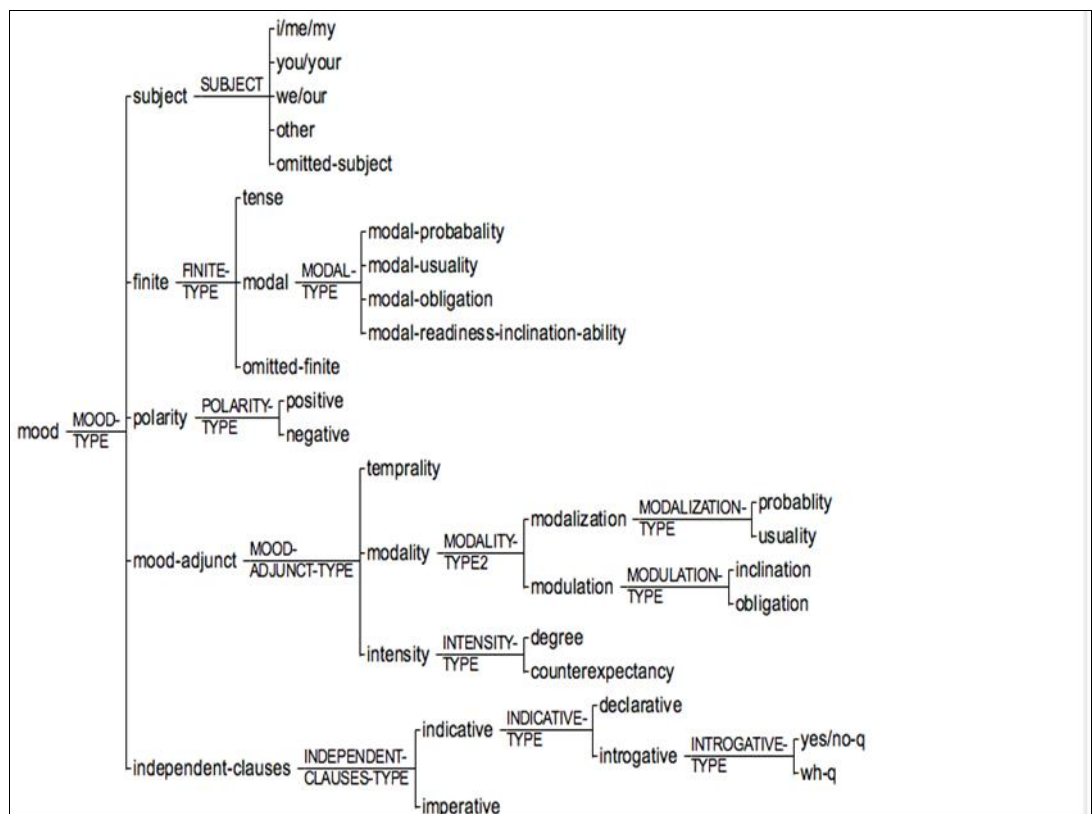 i/me/my
you/your
subject SUBJECT we/our
other
omitted-subject
tense
modal-probabality
modal-usuality
finite FINITE- TYPE modal MODAL- TYPE
modal-obligation
modal-readiness-inclination-ability
omitted-finite
positive
mood MOOD- TYPE polarity POLARITY- TYPE
negative
temprality
probablity
modalization MODALIZATION- TYPE
usuality
mood-adjunct MOOD- ADJUNCT-TYPE modality MODALITY- TYPE2
inclination
modulation MODULATION- TYPE
obligation
degree
intensity INTENSITY- TYPE
counterexpectancy
declarative
indicative INDICATIVE- TYPE
yes/no-q
introgative INTROGATIVE- TYPE
wh-q
independent-clauses INDEPENDENT- CLAUSES-TYPE
imperative